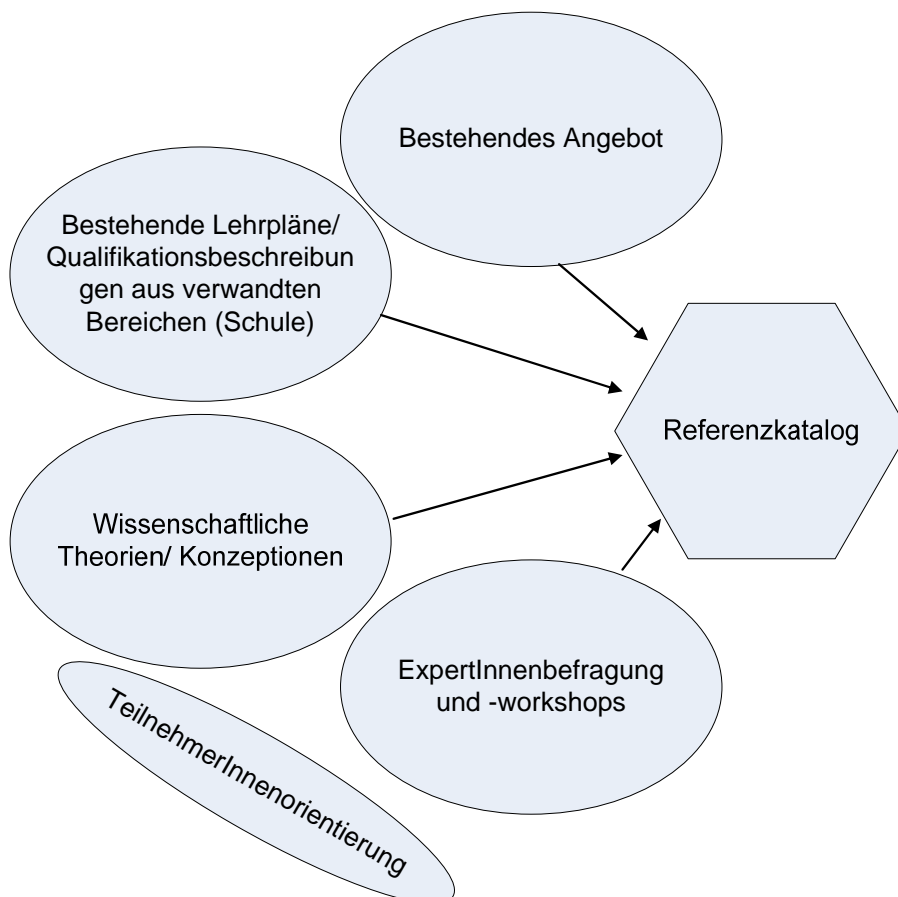 Bestehendes Angebot
Bestehende Lehrpläne/
Qualifikationsbeschreibun
gen aus verwandten
Bereichen (Schule)
Referenzkatalog
Wissenschaftliche
Theorien/ Konzeptionen
ExpertInnenbefragung
und -workshops
TeilnehmerInnenorientierung